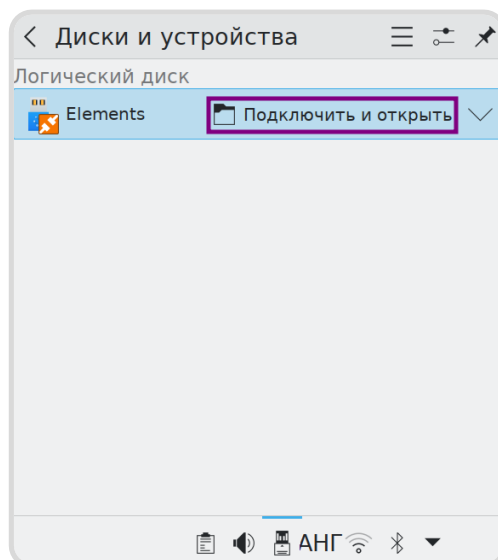 Диски и устройства
Логический диск
Elements Подключить и открыть
АНГ